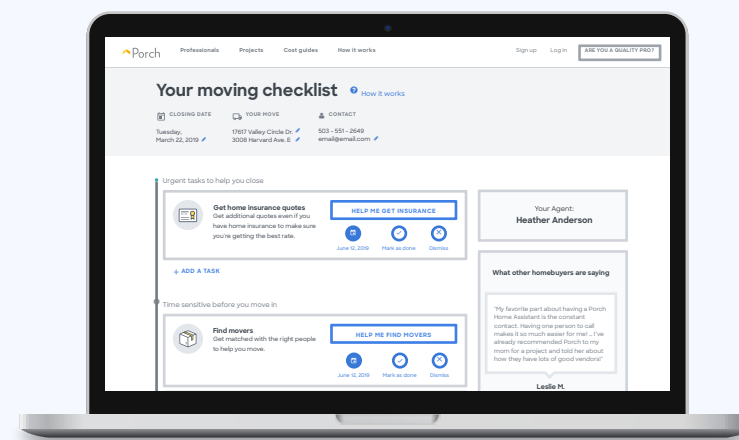 Porch
Professionals Projects Cost guides How it works
Sign up Log in ARE YOU A QUALITY PRO?
Your moving checklist
? How it works
CLOSING DATE
Tuesday,
March 22, 2019
YOUR MOVE
17617 Valley Circle Dr.
3008 Harvard Ave. E
CONTACT
503 - 551 - 2649
email@email.com
Urgent tasks to help you close
Get home insurance quotes
Get additional quotes even if you
have home insurance to make sure
you're getting the best rate.
HELP ME GET INSURANCE
June 12, 2019 Mark as done Dismiss
+ ADD A TASK
Time sensitive before you move in
Find movers
Get matched with the right people
to help you move.
HELP ME FIND MOVERS
June 12, 2019 Mark as done Dismiss
Your Agent:
Heather Anderson
What other homebuyers are saying
"My favorite part about having a Porch
Home Assistant is the constant
contact. Having one person to call
makes it so much easier for me! ... I've
already recommended Porch to my
mom for a project and told her about
how they have lots of good vendors!"
Leslie M.